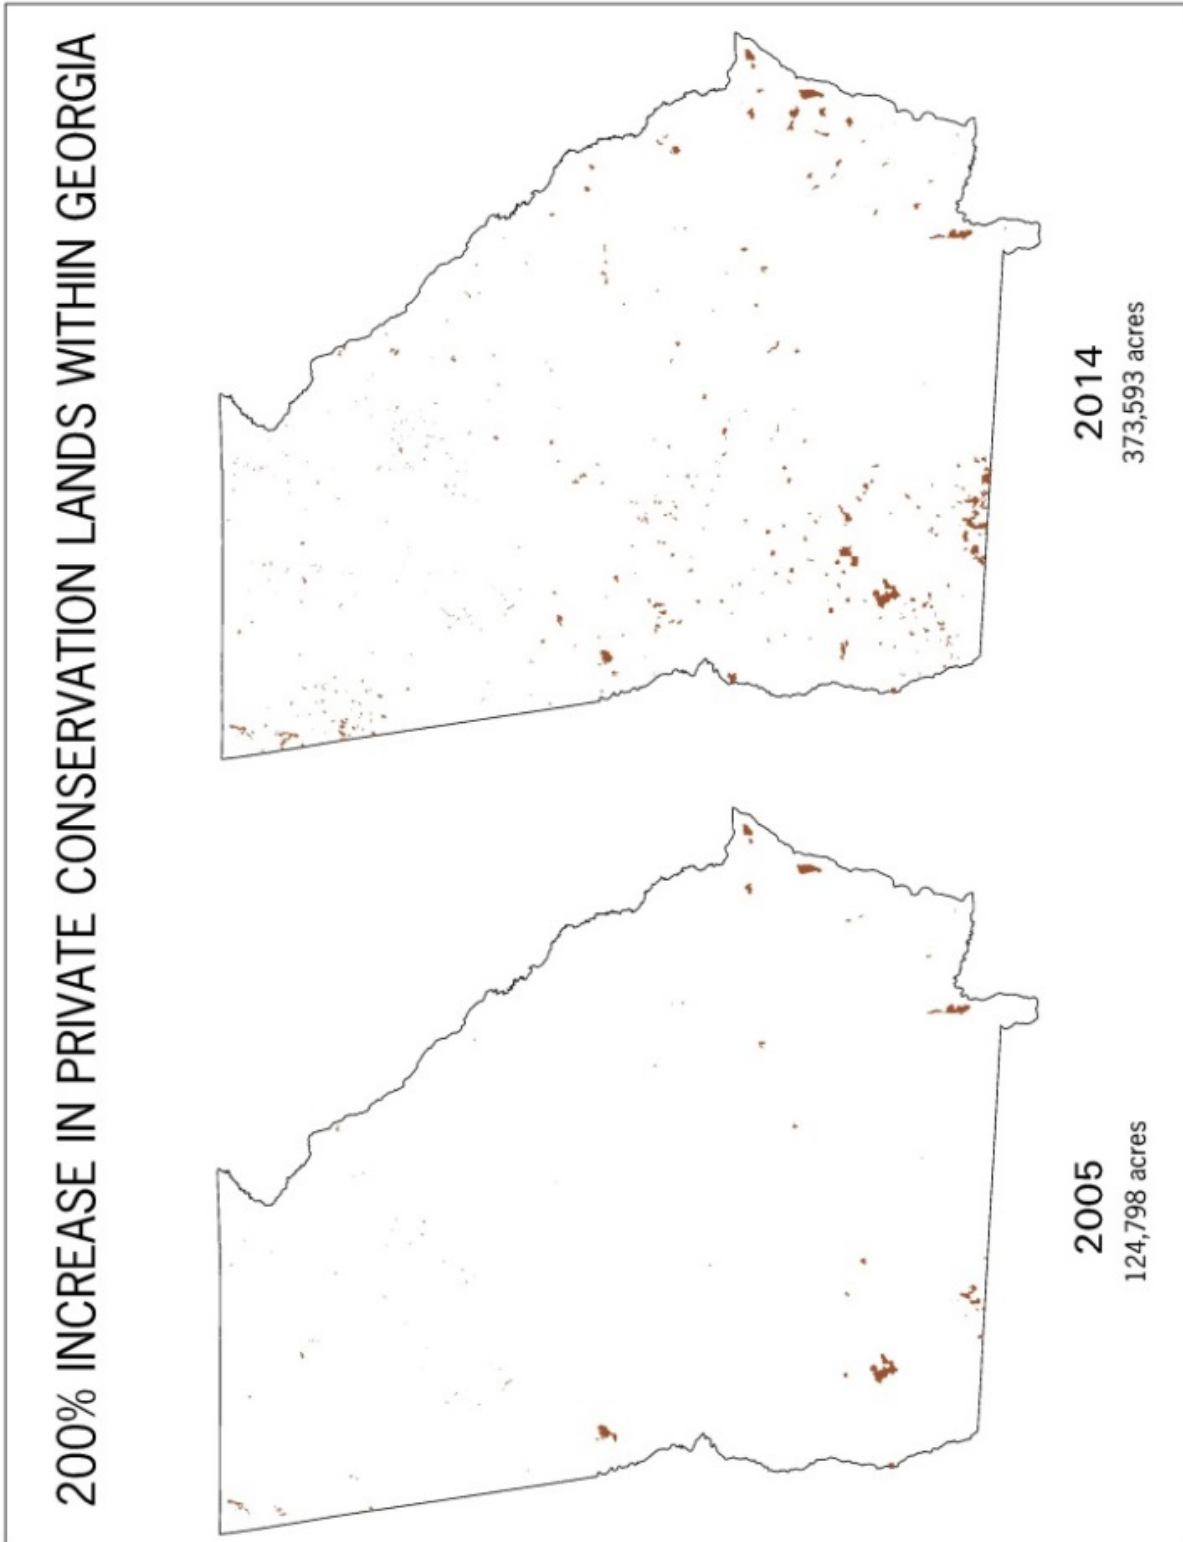 200% INCREASE IN PRIVATE CONSERVATION LANDS WITHIN GEORGIA
2005
124,798 acres
2014
373,593 acres